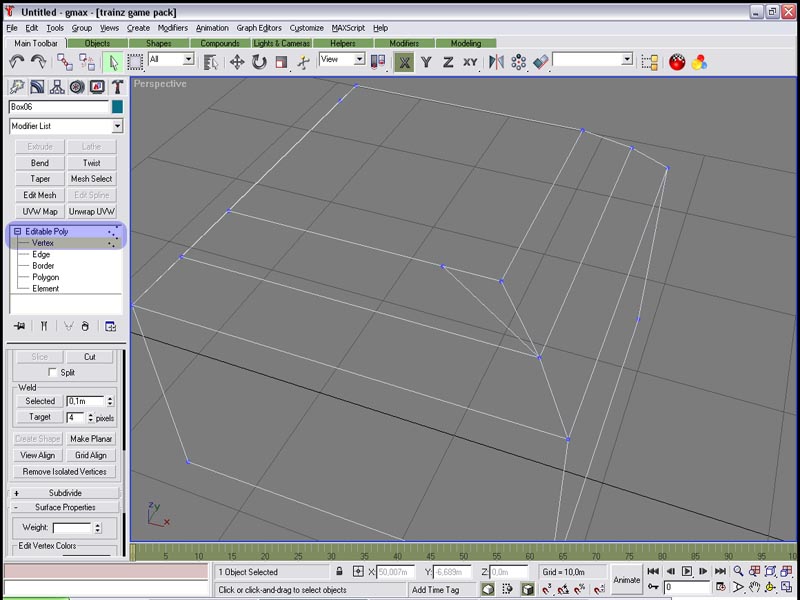 Untitled - gmax - [trainz game pack]
File Edit Tools Group Views Create Modifiers Animation Graph Editors Customize MAXScript Help
Main Toolbar Objects Shapes Compounds Lights & Cameras Helpers Modifiers Modeling
All View X Y Z XY
Perspective
Box06
Modifier List
Extrude Lathe
Bend Twist
Taper Mesh Select
Edit Mesh Edit Spline
UVW Map Unwrap UVW
Editable Poly
Vertex
Edge
Border
Polygon
Element
Slice Cut
Split
Weld
Selected 0,1m
Target 4 pixels
Create Shape Make Planar
View Align Grid Align
Remove Isolated Vertices
+ Subdivide
- Surface Properties
Weight:
Edit Vertex Colors
z y x
5 10 15 20 25 30 35 40 45 50 55 60 65 70 75 80 85 90 95
1 Object Selected X: 50,007m Y: -6,689m Z: 0,0m Grid = 10,0m
Click or click-and-drag to select objects Add Time Tag
Animate
0